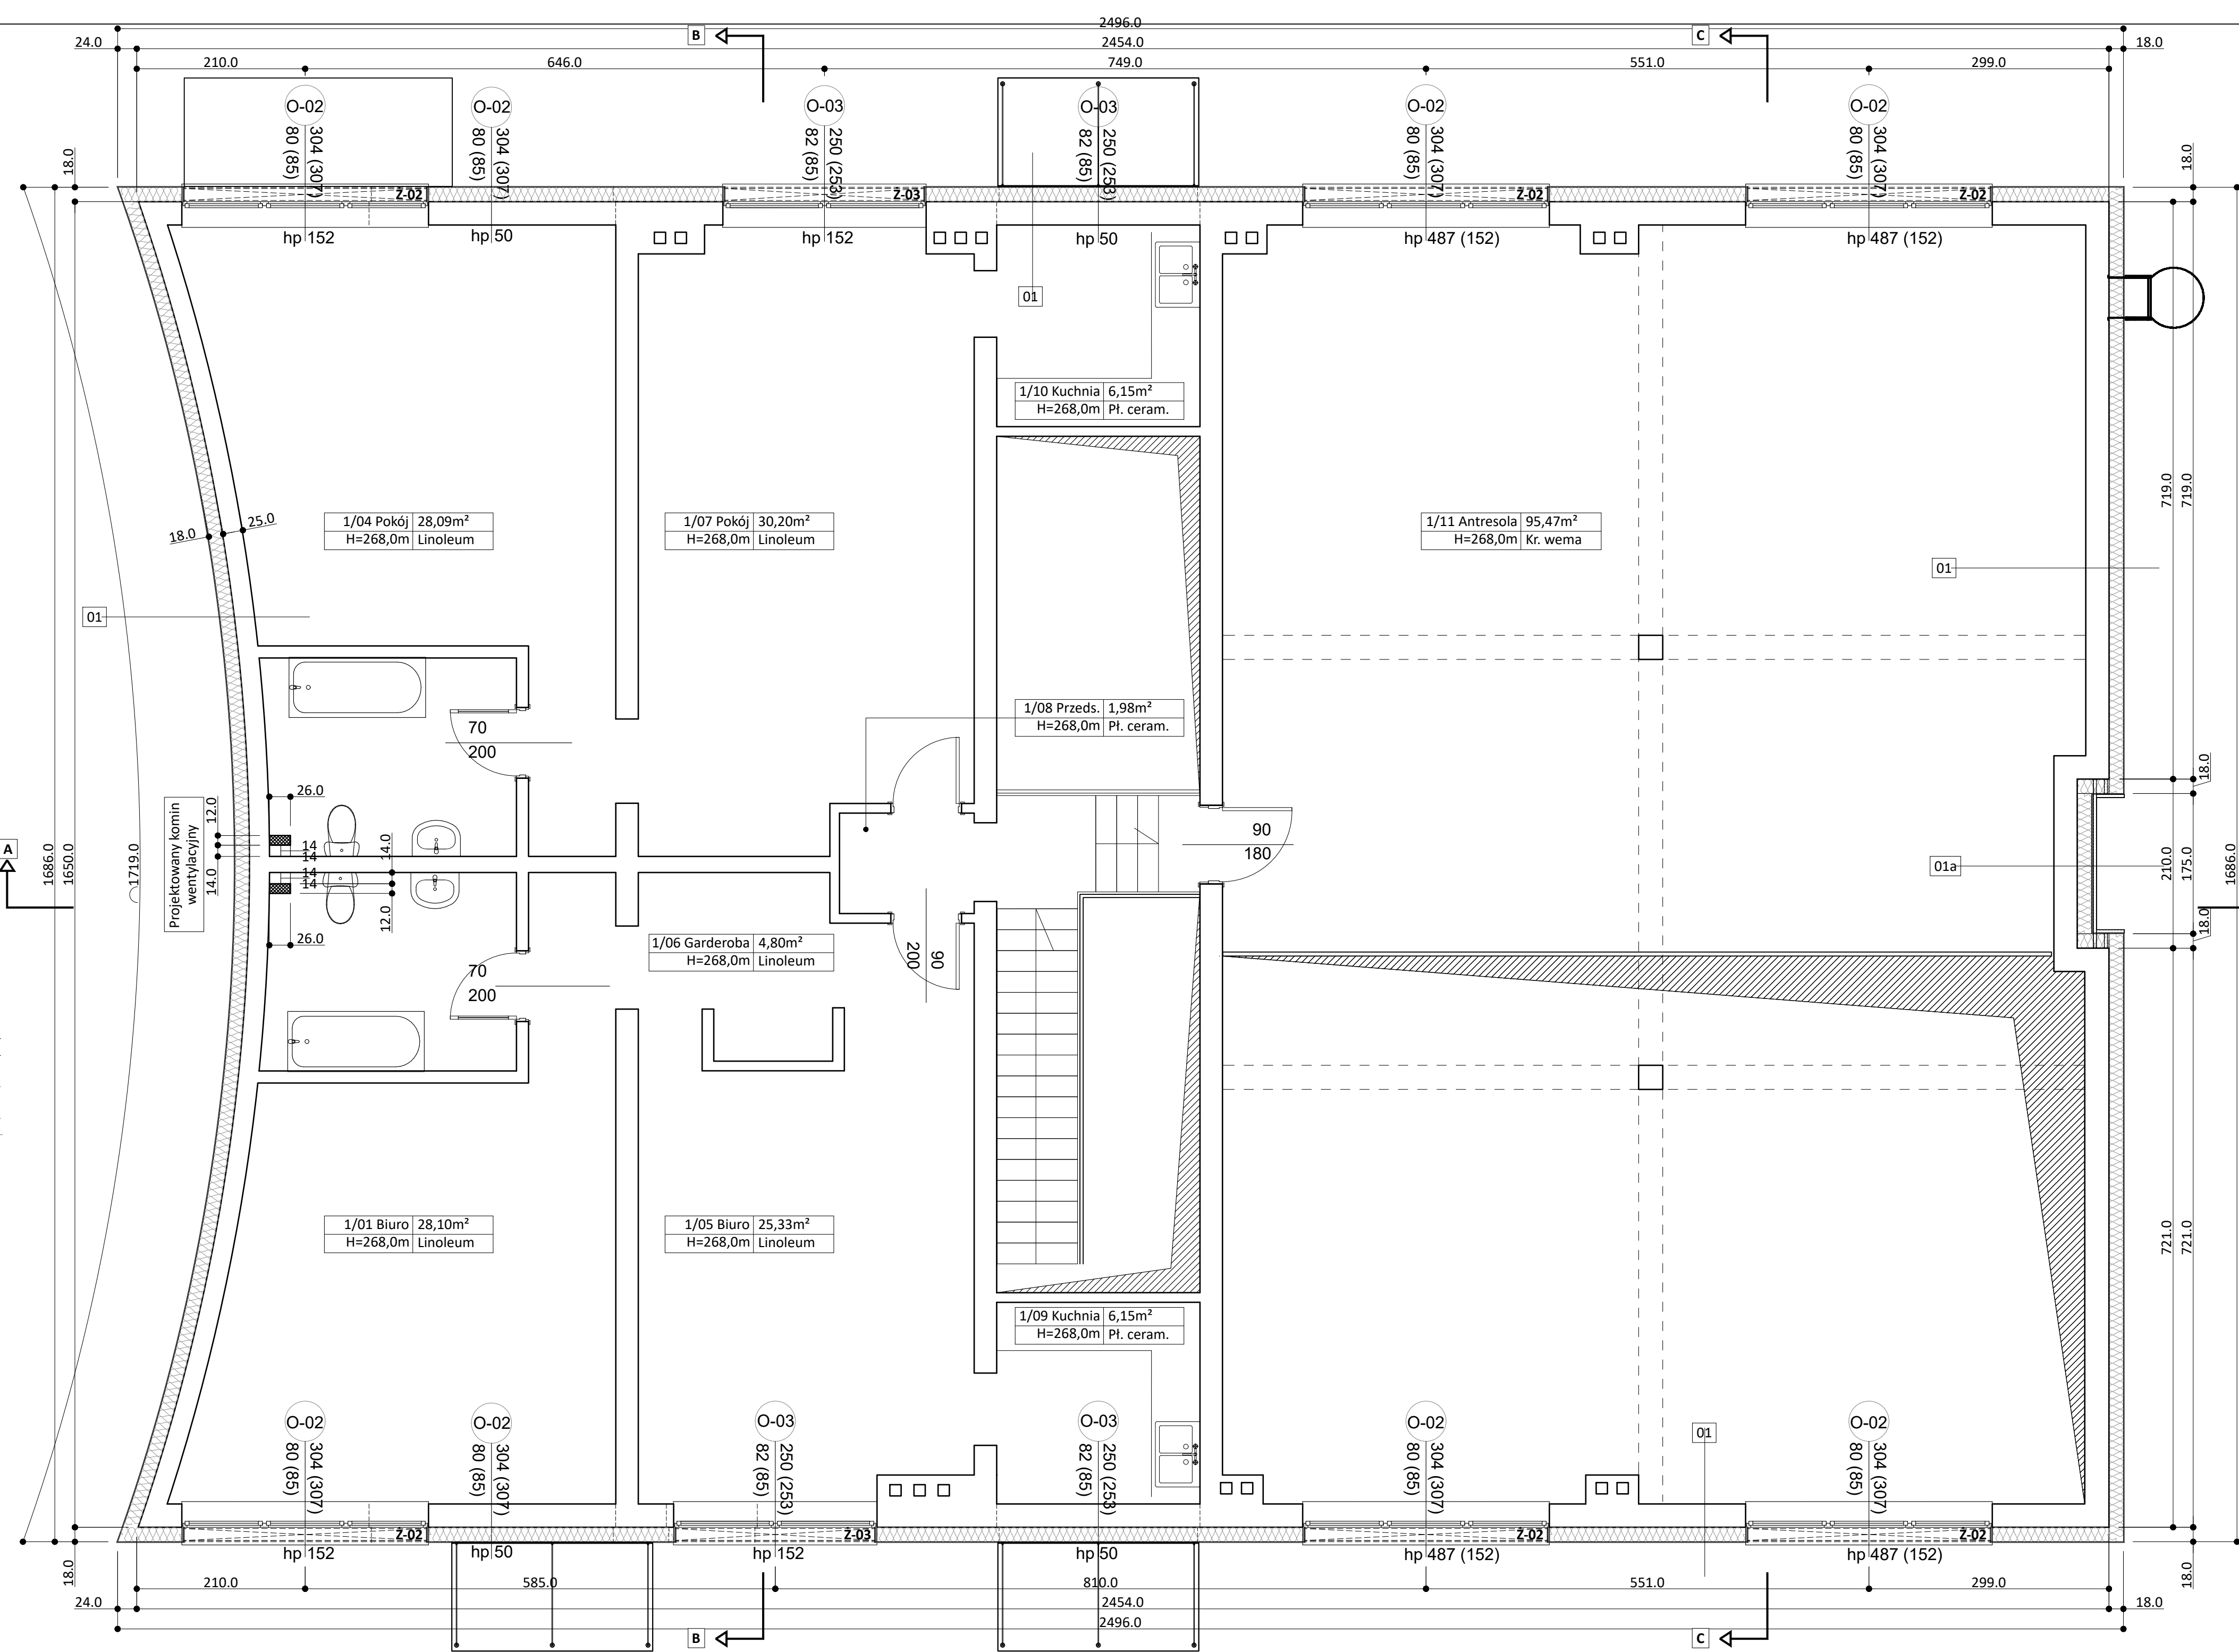 2496.0
B
C
24.0
2454.0
18.0
210.0
646.0
749.0
551.0
299.0
O-02
304 (307)
80 (85)
O-02
304 (307)
80 (85)
O-03
250 (253)
82 (85)
O-03
250 (253)
82 (85)
O-02
304 (307)
80 (85)
O-02
304 (307)
80 (85)
18.0
18.0
Z-02
Z-03
Z-02
Z-02
hp 152
hp 50
hp 152
hp 50
hp 487 (152)
hp 487 (152)
01
1/10 Kuchnia 6,15m²
H=268,0m Pł. ceram.
18.0
25.0
1/04 Pokój 28,09m²
H=268,0m Linoleum
1/07 Pokój 30,20m²
H=268,0m Linoleum
1/11 Antresola 95,47m²
H=268,0m Kr. wema
719.0
719.0
01
01
1/08 Przeds. 1,98m²
H=268,0m Pł. ceram.
70
200
90
180
18.0
A
1686.0
1650.0
1719.0
Projektowany komin
wentylacyjny
12.0
14.0
26.0
14
14
14
14
14.0
12.0
26.0
01a
210.0
175.0
1686.0
18.0
1/06 Garderoba 4,80m²
H=268,0m Linoleum
90
200
70
200
1/01 Biuro 28,10m²
H=268,0m Linoleum
1/05 Biuro 25,33m²
H=268,0m Linoleum
721.0
721.0
1/09 Kuchnia 6,15m²
H=268,0m Pł. ceram.
O-02
304 (307)
80 (85)
O-02
304 (307)
80 (85)
O-03
250 (253)
82 (85)
O-03
250 (253)
82 (85)
O-02
304 (307)
80 (85)
01
O-02
304 (307)
80 (85)
Z-02
Z-03
Z-02
Z-02
hp 152
hp 50
hp 152
hp 50
hp 487 (152)
hp 487 (152)
18.0
18.0
210.0
585.0
810.0
551.0
299.0
24.0
2454.0
18.0
2496.0
B
C